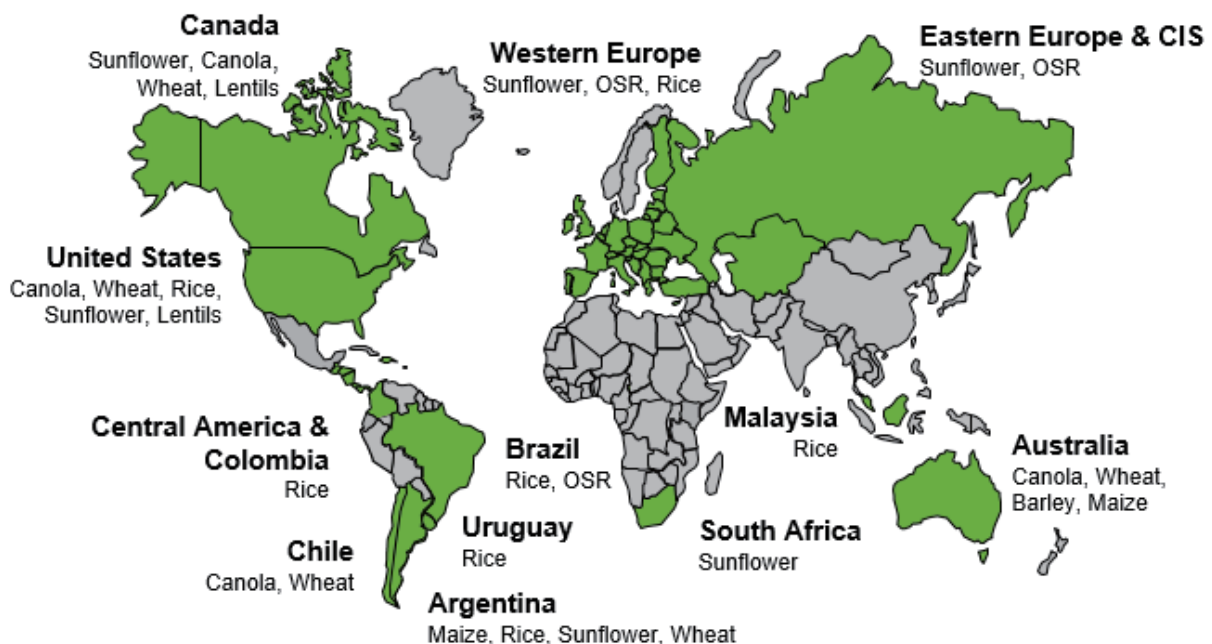 Canada
Sunflower, Canola,
Wheat, Lentils
Western Europe
Sunflower, OSR, Rice
Eastern Europe & CIS
Sunflower, OSR
United States
Canola, Wheat, Rice,
Sunflower, Lentils
Central America &
Colombia
Rice
Brazil
Rice, OSR
Malaysia
Rice
Australia
Canola, Wheat,
Barley, Maize
Uruguay
Rice
South Africa
Sunflower
Chile
Canola, Wheat
Argentina
Maize, Rice, Sunflower, Wheat